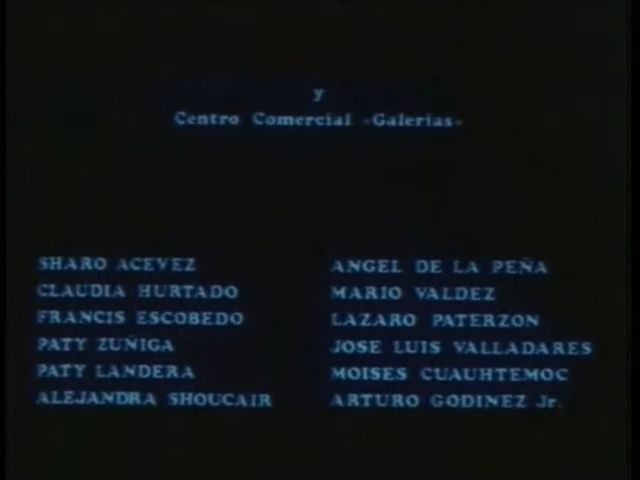 y
Centro Comercial «Galerias»
SHARO ACEVEZ
CLAUDIA HURTADO
FRANCIS ESCOBEDO
PATY ZUÑIGA
PATY LANDERA
ALEJANDRA SHOUCAIR
ANGEL DE LA PEÑA
MARIO VALDEZ
LAZARO PATERZON
JOSE LUIS VALLADARES
MOISES CUAUHTEMOC
ARTURO GODINEZ Jr.